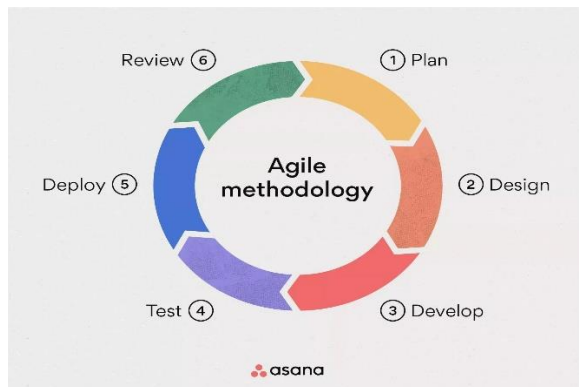 Review 6
1 Plan
Agile
methodology
Deploy 5
2 Design
Test 4
3 Develop
asana